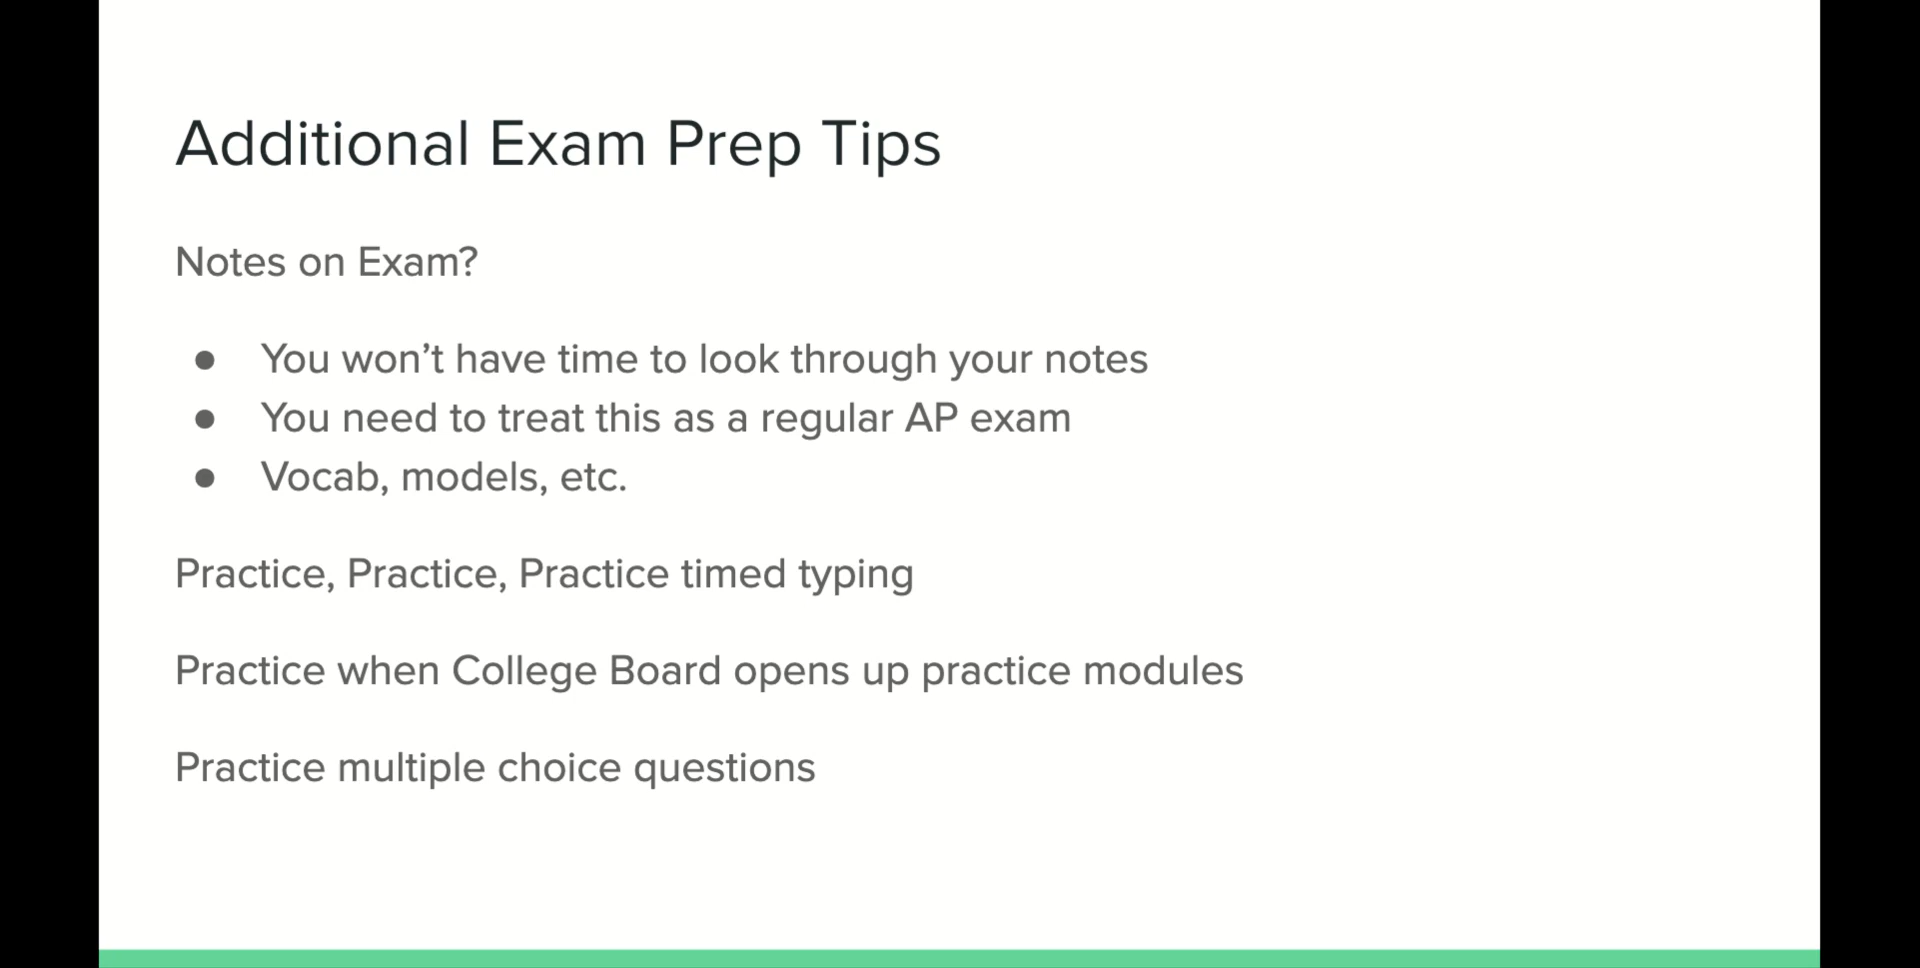 Additional Exam Prep Tips
Notes on Exam?
● You won’t have time to look through your notes
● You need to treat this as a regular AP exam
● Vocab, models, etc.
Practice, Practice, Practice timed typing
Practice when College Board opens up practice modules
Practice multiple choice questions